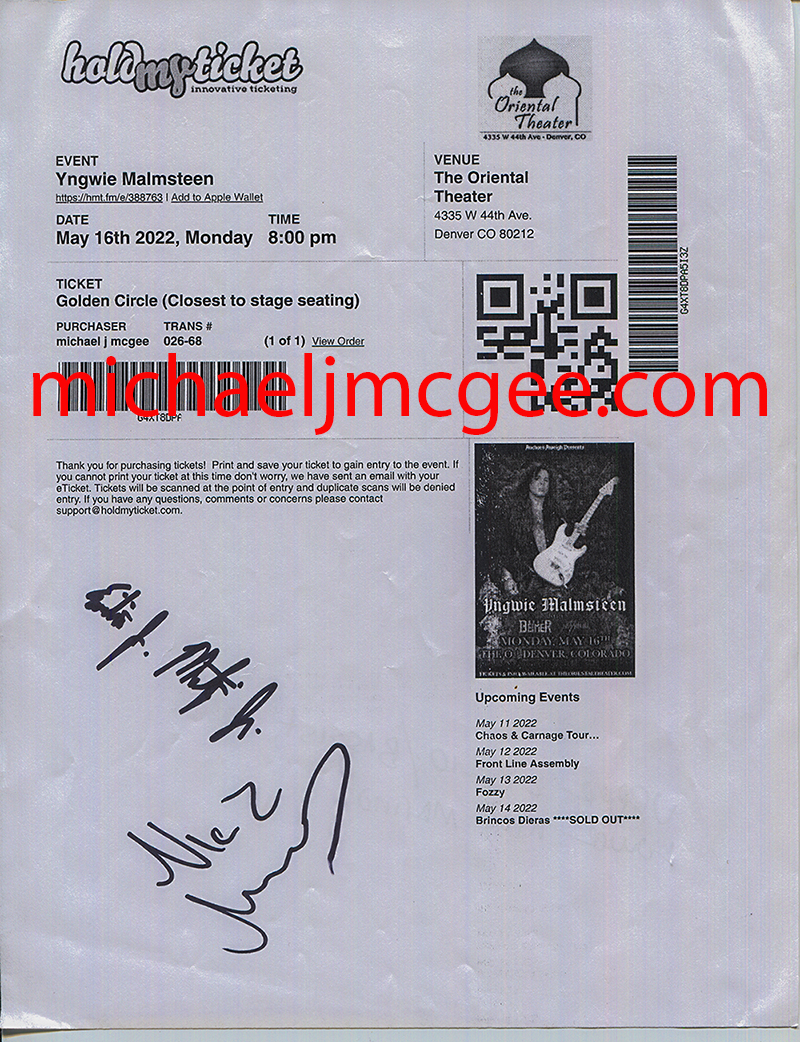 holdmyticket
innovative ticketing
the
Oriental
Theater
4335 W 44th Ave - Denver, CO
EVENT
Yngwie Malmsteen
https://hmt.fm/e/388763 | Add to Apple Wallet
DATE TIME
May 16th 2022, Monday 8:00 pm
VENUE
The Oriental
Theater
4335 W 44th Ave.
Denver CO 80212
G4XT8DPA5I3Z
TICKET
Golden Circle (Closest to stage seating)
PURCHASER TRANS #
michael j mcgee 026-68 (1 of 1) View Order
michaeljmcgee.com
Thank you for purchasing tickets! Print and save your ticket to gain entry to the event. If
you cannot print your ticket at this time don't worry, we have sent an email with your
eTicket. Tickets will be scanned at the point of entry and duplicate scans will be denied
entry. If you have any questions, comments or concerns please contact
support@holdmyticket.com.
Yngwie Malmsteen
MONDAY, MAY 16TH
DENVER, COLORADO
Upcoming Events
May 11 2022
Chaos & Carnage Tour...
May 12 2022
Front Line Assembly
May 13 2022
Fozzy
May 14 2022
Brincos Dieras ****SOLD OUT****